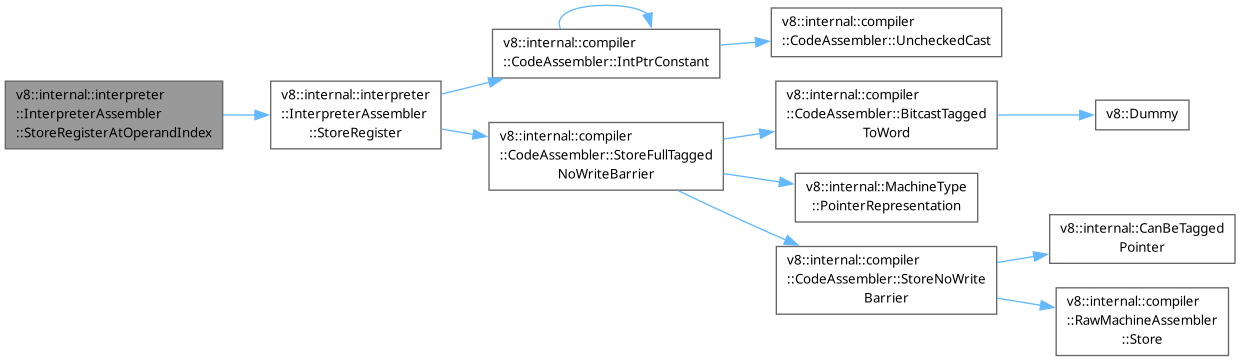 v8::internal::interpreter
::InterpreterAssembler
::StoreRegisterAtOperandIndex
v8::internal::interpreter
::InterpreterAssembler
::StoreRegister
v8::internal::compiler
::CodeAssembler::IntPtrConstant
v8::internal::compiler
::CodeAssembler::UncheckedCast
v8::internal::compiler
::CodeAssembler::StoreFullTagged
NoWriteBarrier
v8::internal::compiler
::CodeAssembler::BitcastTagged
ToWord
v8::Dummy
v8::internal::MachineType
::PointerRepresentation
v8::internal::compiler
::CodeAssembler::StoreNoWrite
Barrier
v8::internal::CanBeTagged
Pointer
v8::internal::compiler
::RawMachineAssembler
::Store